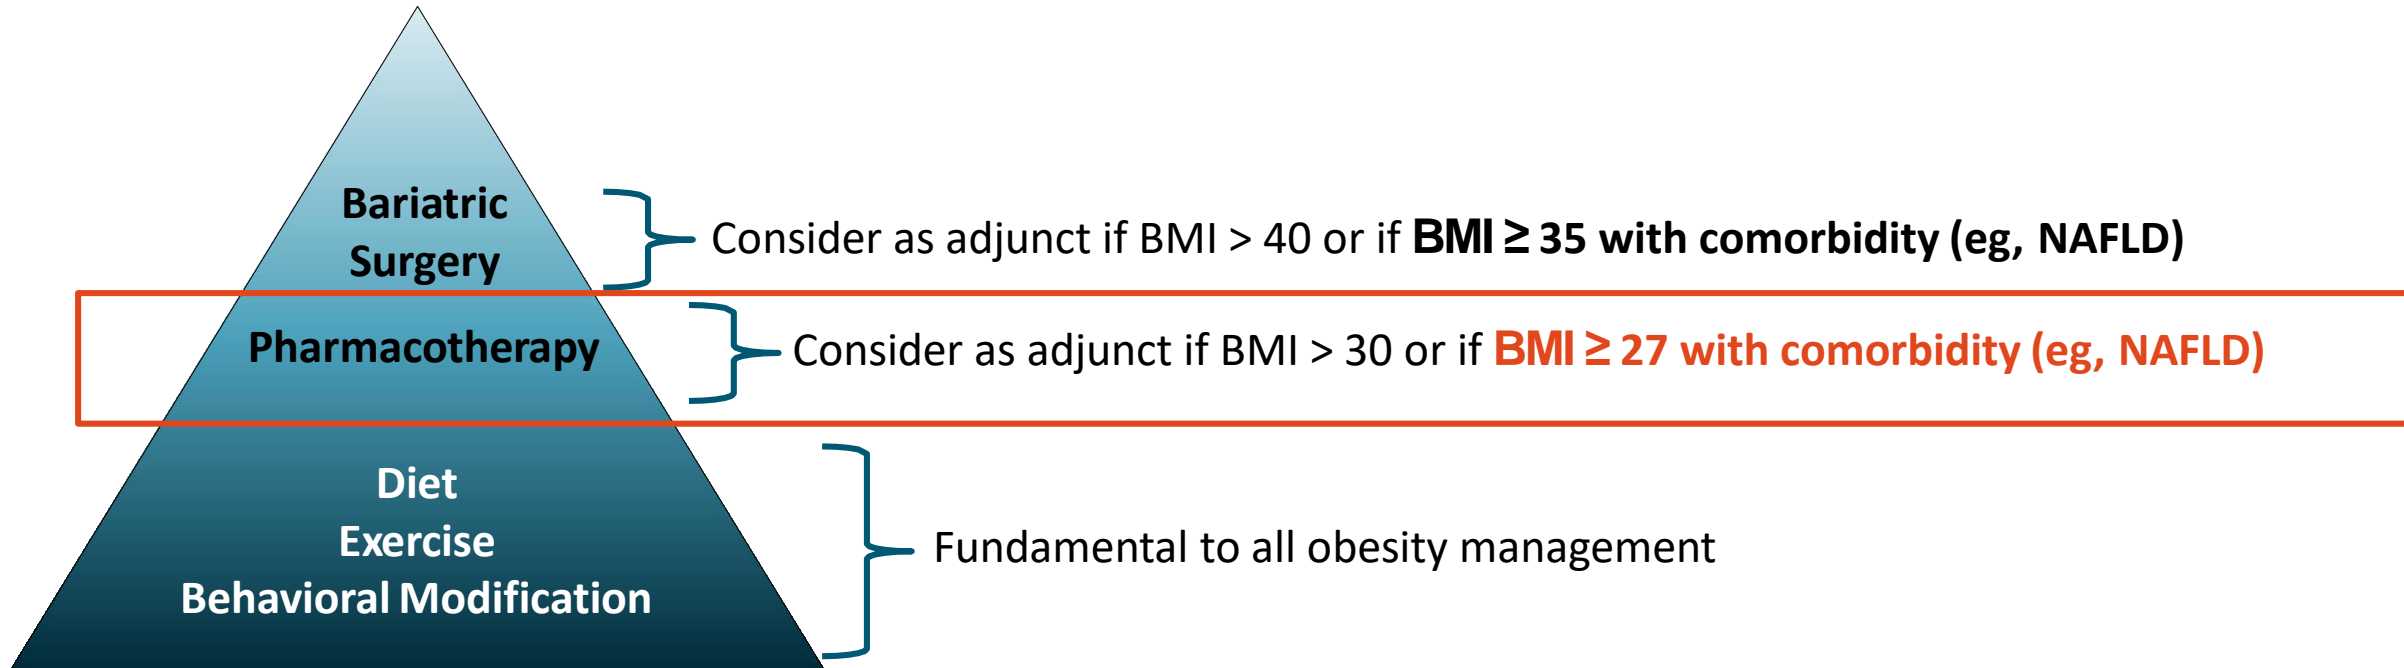 Bariatric
Surgery
Consider as adjunct if BMI > 40 or if BMI ≥ 35 with comorbidity (eg, NAFLD)
Pharmacotherapy
Consider as adjunct if BMI > 30 or if BMI ≥ 27 with comorbidity (eg, NAFLD)
Diet
Exercise
Behavioral Modification
Fundamental to all obesity management